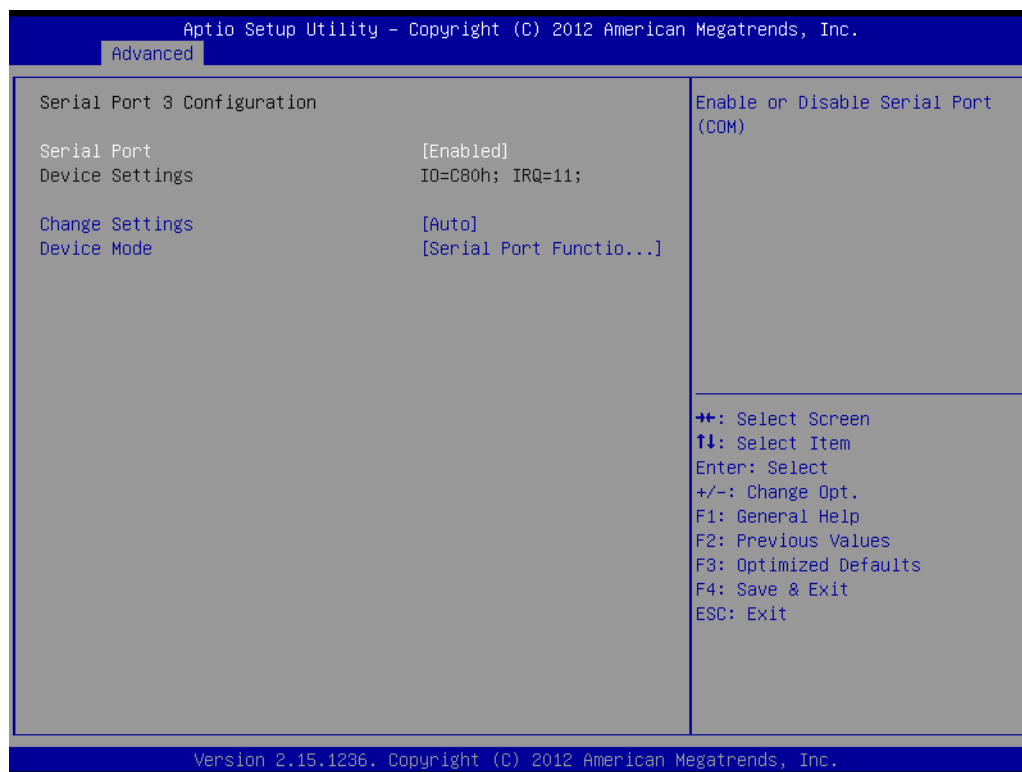 Aptio Setup Utility – Copyright (C) 2012 American Megatrends, Inc.
Advanced
Serial Port 3 Configuration
Serial Port [Enabled]
Device Settings IO=C80h; IRQ=11;
Change Settings [Auto]
Device Mode [Serial Port Functio...]
Enable or Disable Serial Port
(COM)
→←: Select Screen
↑↓: Select Item
Enter: Select
+/-: Change Opt.
F1: General Help
F2: Previous Values
F3: Optimized Defaults
F4: Save & Exit
ESC: Exit
Version 2.15.1236. Copyright (C) 2012 American Megatrends, Inc.